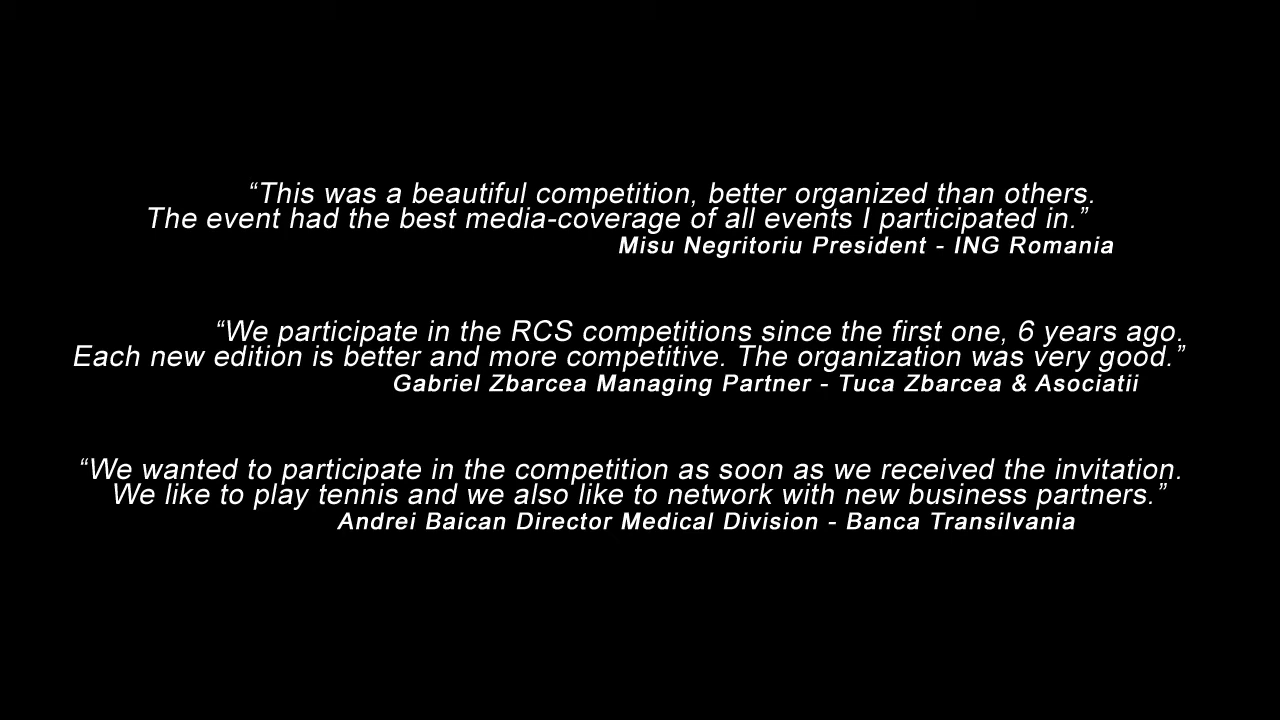 “This was a beautiful competition, better organized than others.
The event had the best media-coverage of all events I participated in.”
Misu Negritoriu President - ING Romania
“We participate in the RCS competitions since the first one, 6 years ago.
Each new edition is better and more competitive. The organization was very good.”
Gabriel Zbarcea Managing Partner - Tuca Zbarcea & Asociatii
“We wanted to participate in the competition as soon as we received the invitation.
We like to play tennis and we also like to network with new business partners.”
Andrei Baican Director Medical Division - Banca Transilvania